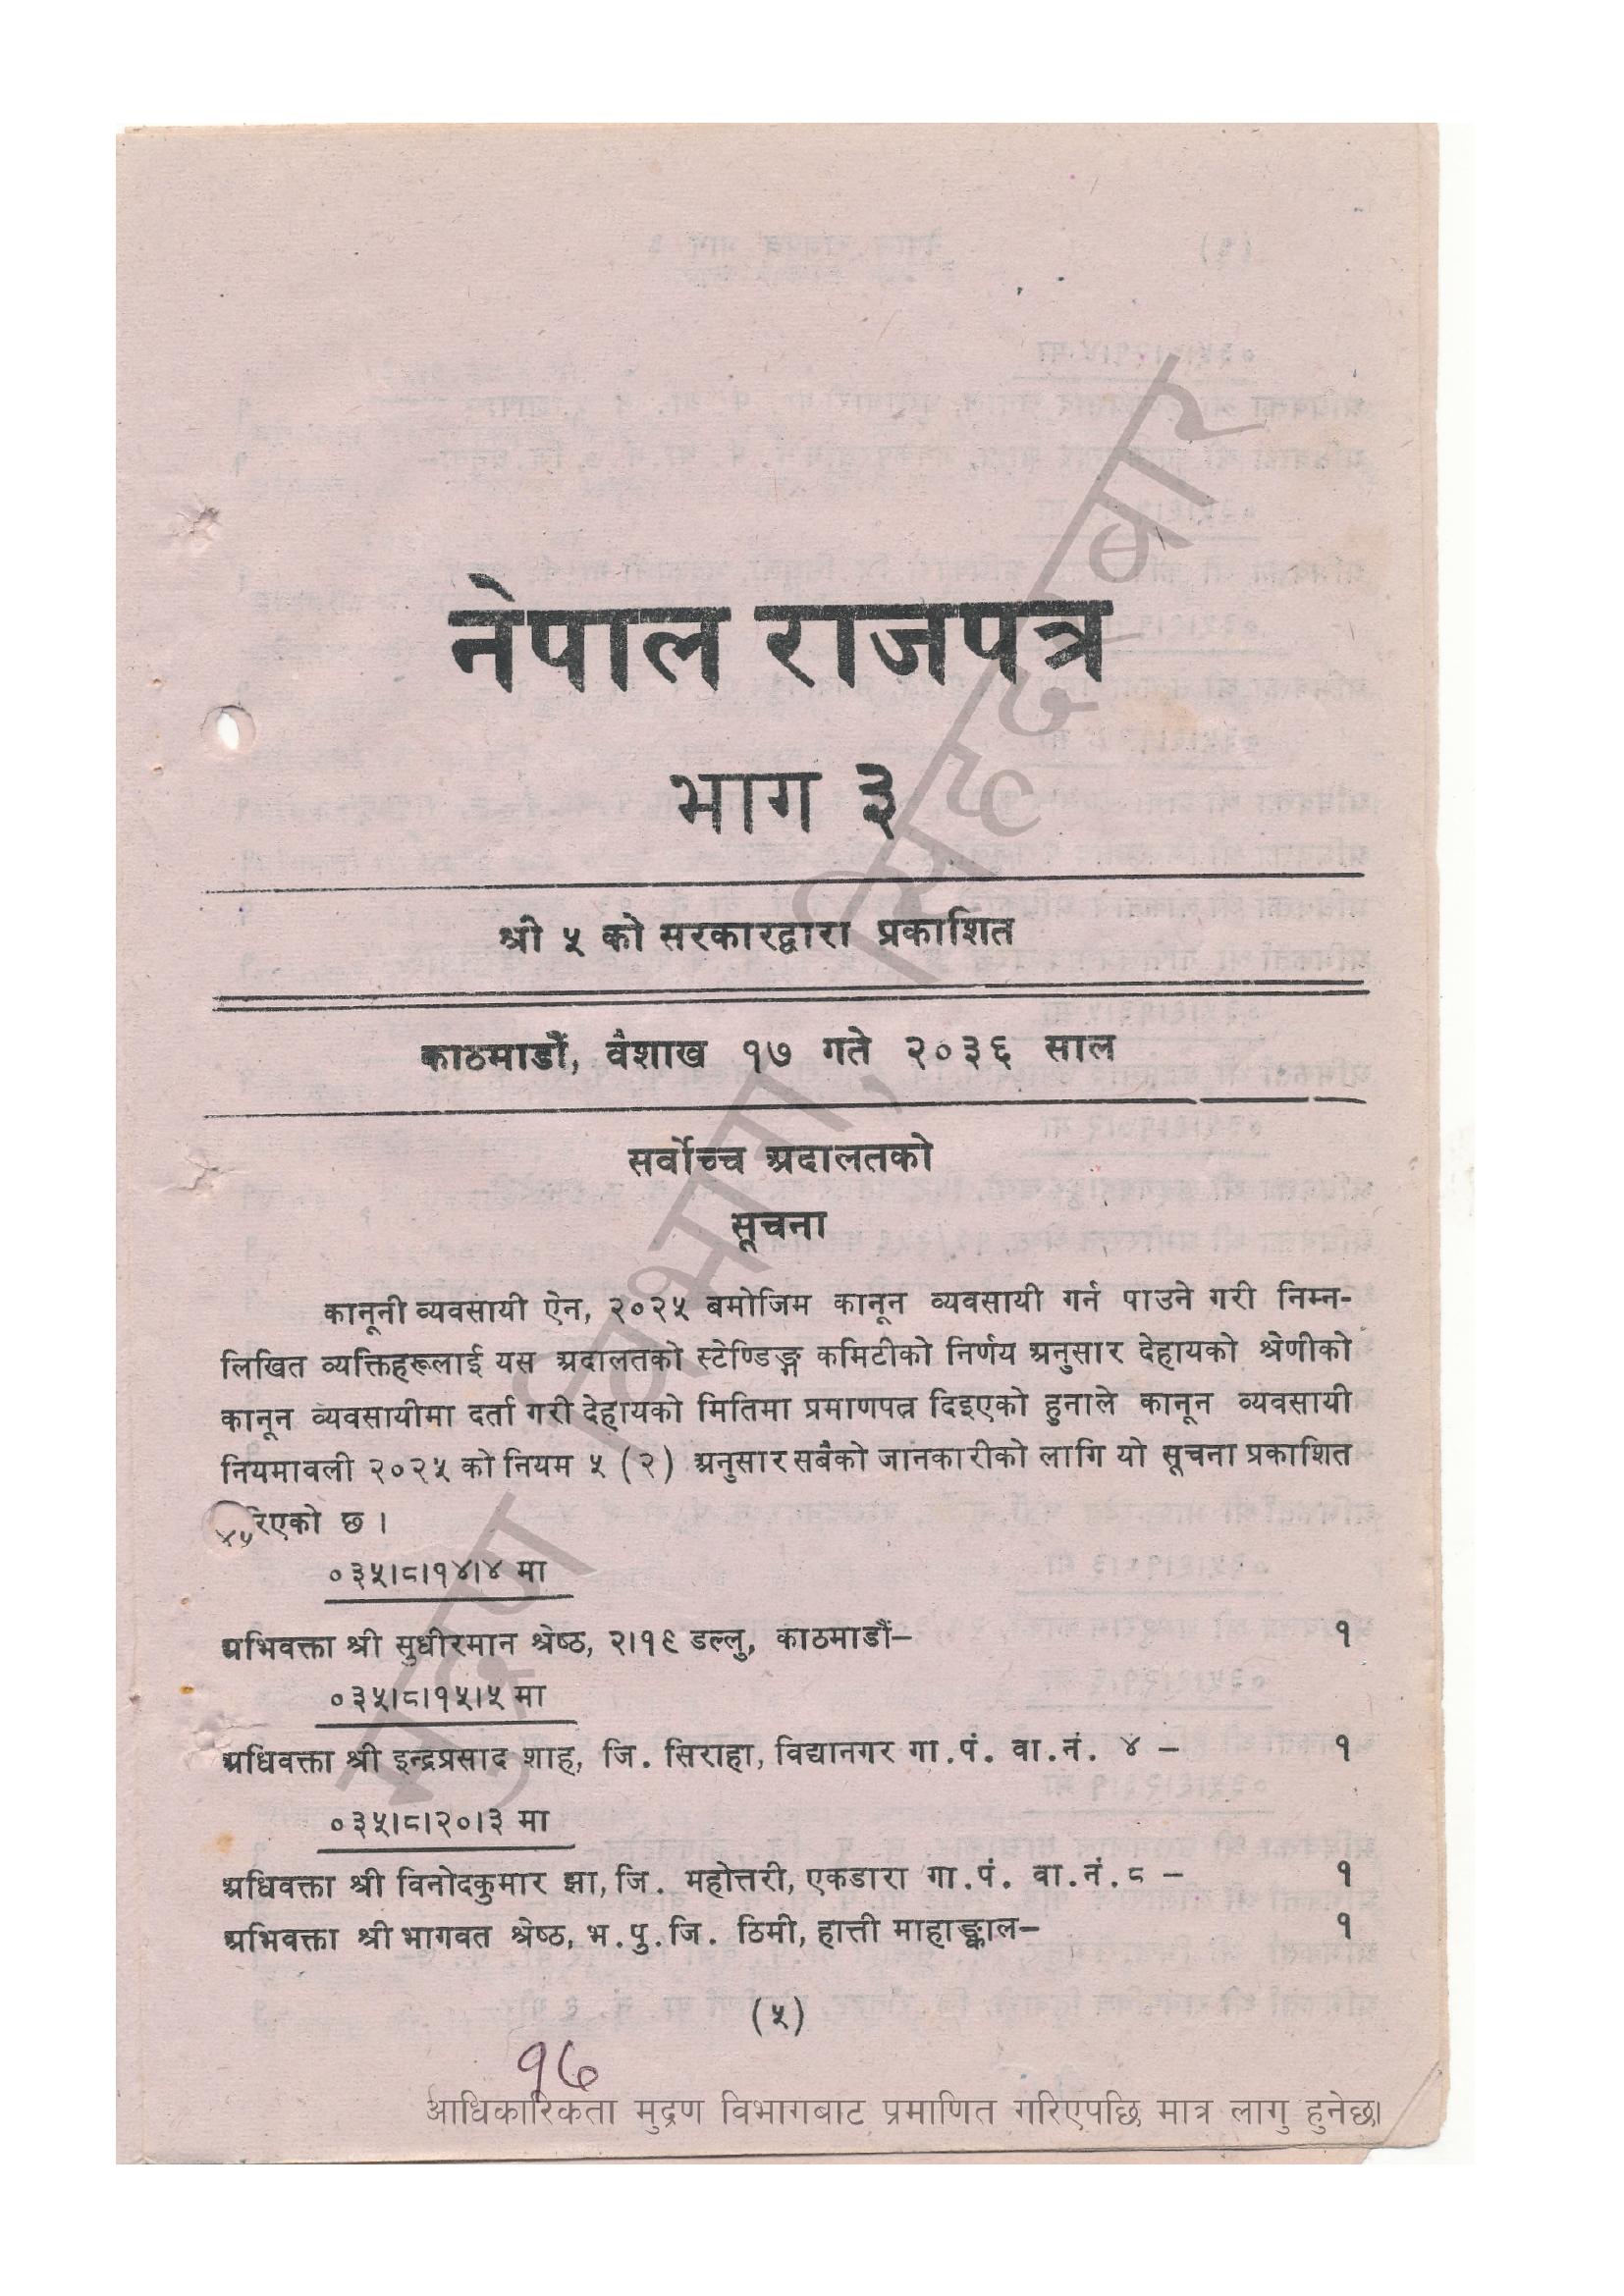 नेपाल राजपत्र
भाग ३
श्री ५ को सरकारद्वारा प्रकाशित
काठमाडौं, वैशाख १७ गते २०३६ साल
सर्वोच्च अदालतको
सूचना
कानूनी व्यवसायी ऐन, २०२५ बमोजिम कानून व्यवसायी गर्न पाउने गरी निम्न-
लिखित व्यक्तिहरूलाई यस अदालतको स्टेण्डिङ्ग कमिटीको निर्णय अनुसार देहायको श्रेणीको
कानून व्यवसायीमा दर्ता गरी देहायको मितिमा प्रमाणपत्र दिइएको हुनाले कानून व्यवसायी
नियमावली २०२५ को नियम ५ (२) अनुसार सबैको जानकारीको लागि यो सूचना प्रकाशित
रिएको छ ।
०३५।८।१४।४ मा
अभिवक्ता श्री सुधीरमान श्रेष्ठ, २।१९ डल्लु, काठमाडौं– १
०३५।८।१५।५ मा
अधिवक्ता श्री इन्द्रप्रसाद शाह, जि. सिराहा, विद्यानगर गा.पं. वा.नं. ४ – १
०३५।८।२०।३ मा
अधिवक्ता श्री विनोदकुमार झा, जि. महोत्तरी, एकडारा गा.पं. वा.नं.८ – १
अभिवक्ता श्री भागवत श्रेष्ठ, भ.पु.जि. ठिमी, हात्ती माहाङ्काल– १
(५)
१७
आधिकारिकता मुद्रण विभागबाट प्रमाणित गरिएपछि मात्र लागु हुनेछ।
मुद्रण विभाग, सिंहदरबार